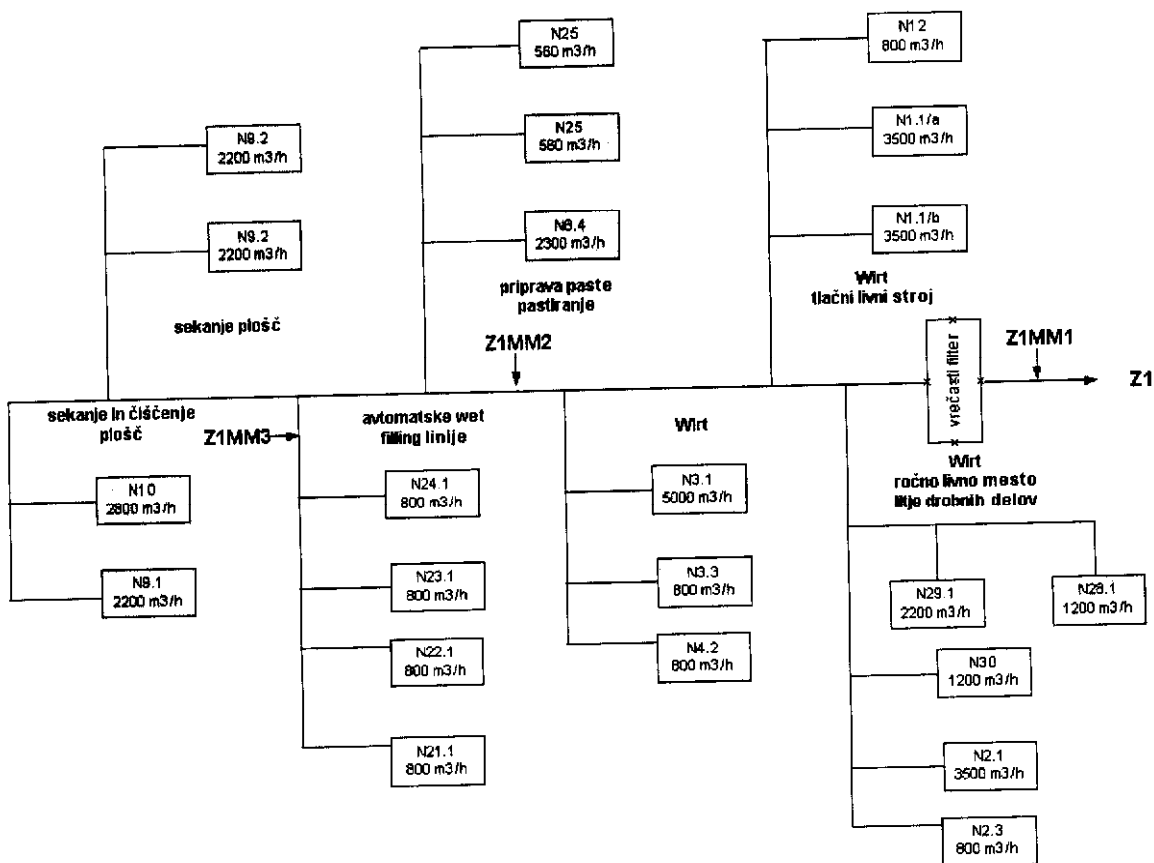 N25
560 m3/h
N12
800 m3/h
N9.2
2200 m3/h
N25
560 m3/h
N1.1/a
3500 m3/h
N9.2
2200 m3/h
N8.4
2300 m3/h
N1.1/b
3500 m3/h
sekanje plošč
priprava paste
pastiranje
Wirt
tlačni livni stroj
Z1MM2
vrečasti filter
Z1MM1
Z1
sekanje in čiščenje
plošč
Z1MM3
avtomatske wet
filling linije
Wirt
Wirt
ročno livno mesto
litje drobnih delov
N10
2800 m3/h
N9.1
2200 m3/h
N24.1
800 m3/h
N23.1
800 m3/h
N22.1
800 m3/h
N21.1
800 m3/h
N3.1
5000 m3/h
N3.3
800 m3/h
N4.2
800 m3/h
N29.1
2200 m3/h
N28.1
1200 m3/h
N30
1200 m3/h
N2.1
3500 m3/h
N2.3
800 m3/h